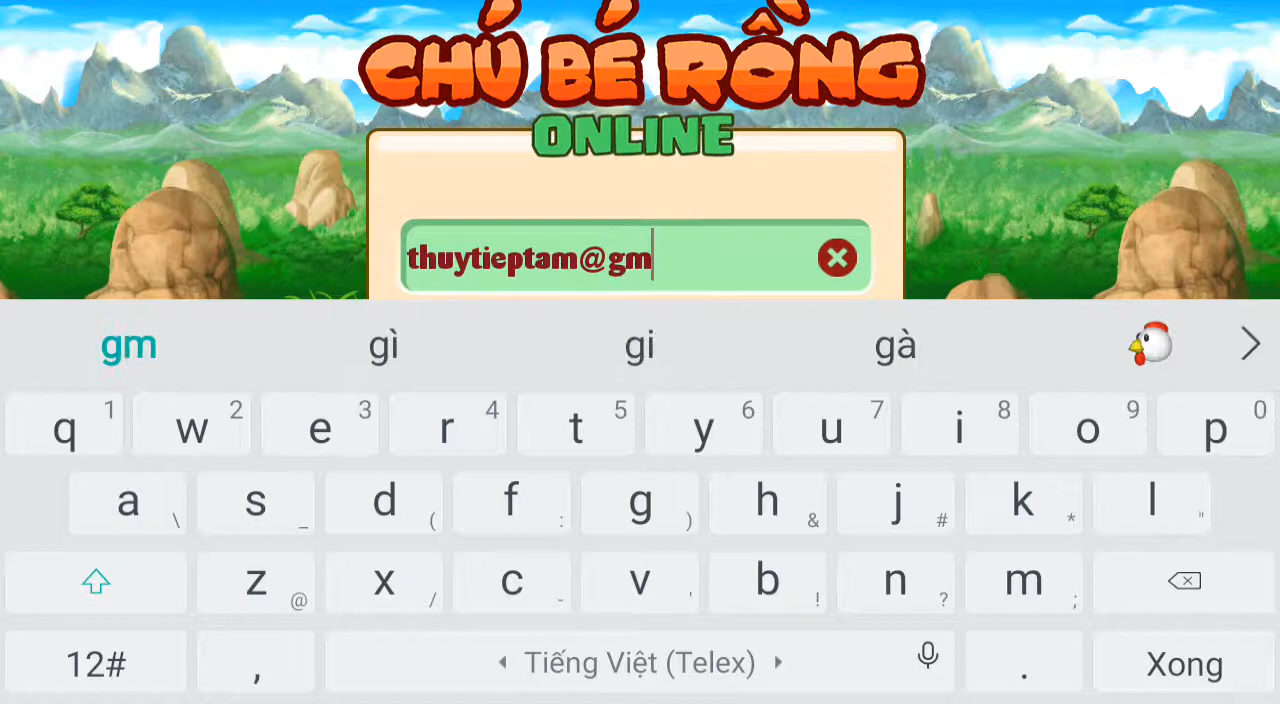 CHÚ BÉ RỒNG
ONLINE
thuytieptam@gm
gm gì gi gà
q 1 w 2 e 3 r 4 t 5 y 6 u 7 i 8 o 9 p 0
a \ s _ d ( f : g ) h & j # k * l "
z @ x / c - v ' b ! n ? m ;
12# , Tiếng Việt (Telex) . Xong